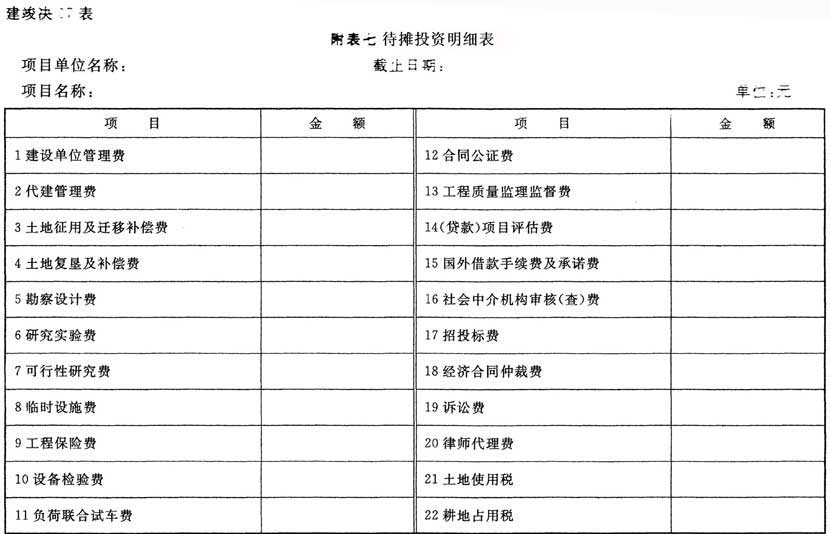 建竣决 表
附表七 待摊投资明细表
项目单位名称： 截止日期：
项目名称： 单位：元
项 目 金 额 项 目 金 额
1 建设单位管理费 12 合同公证费
2 代建管理费 13 工程质量监理监督费
3 土地征用及迁移补偿费 14(贷款)项目评估费
4 土地复垦及补偿费 15 国外借款手续费及承诺费
5 勘察设计费 16 社会中介机构审核(查)费
6 研究实验费 17 招投标费
7 可行性研究费 18 经济合同仲裁费
8 临时设施费 19 诉讼费
9 工程保险费 20 律师代理费
10 设备检验费 21 土地使用税
11 负荷联合试车费 22 耕地占用税